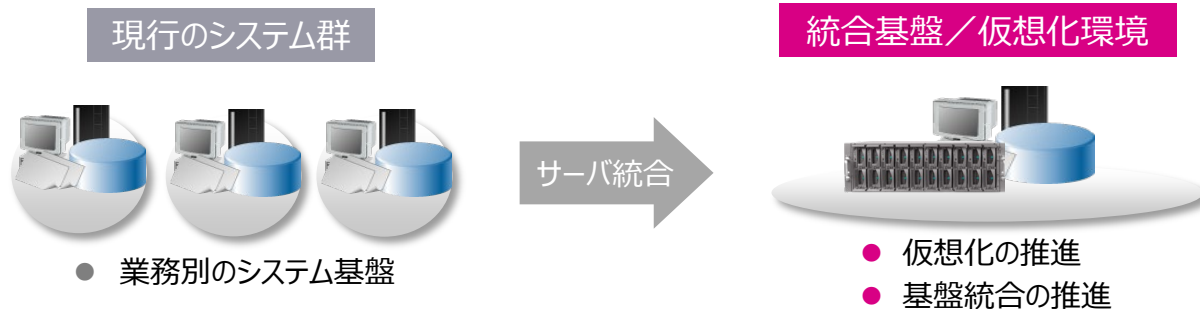 現行のシステム群
統合基盤／仮想化環境
サーバ統合
● 業務別のシステム基盤
● 仮想化の推進
● 基盤統合の推進